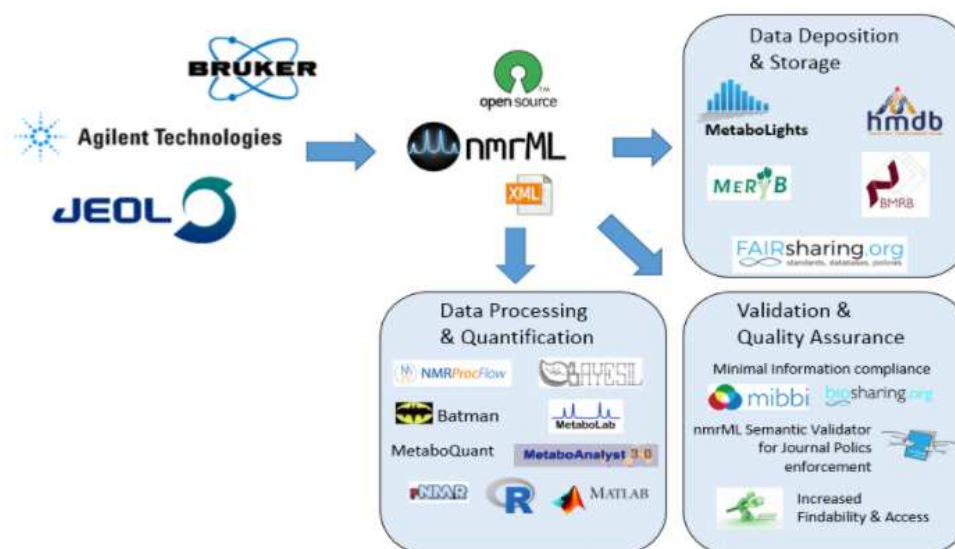 BRUKER
Agilent Technologies
JEOL
open source
TM
nmrML
XML
Data Deposition
& Storage
MetaboLights
hmdb
MERYB
BMRB
FAIRsharing.org
standards, databases, policies
Data Processing
& Quantification
NMRProcFlow
BAYESIL
Batman
MetaboLab
MetaboQuant
MetaboAnalyst 3.0
rNMR
R
MATLAB
Validation &
Quality Assurance
Minimal Information compliance
mibbi
biosharing.org
nmrML Semantic Validator
for Journal Polics
enforcement
Increased
Findability & Access